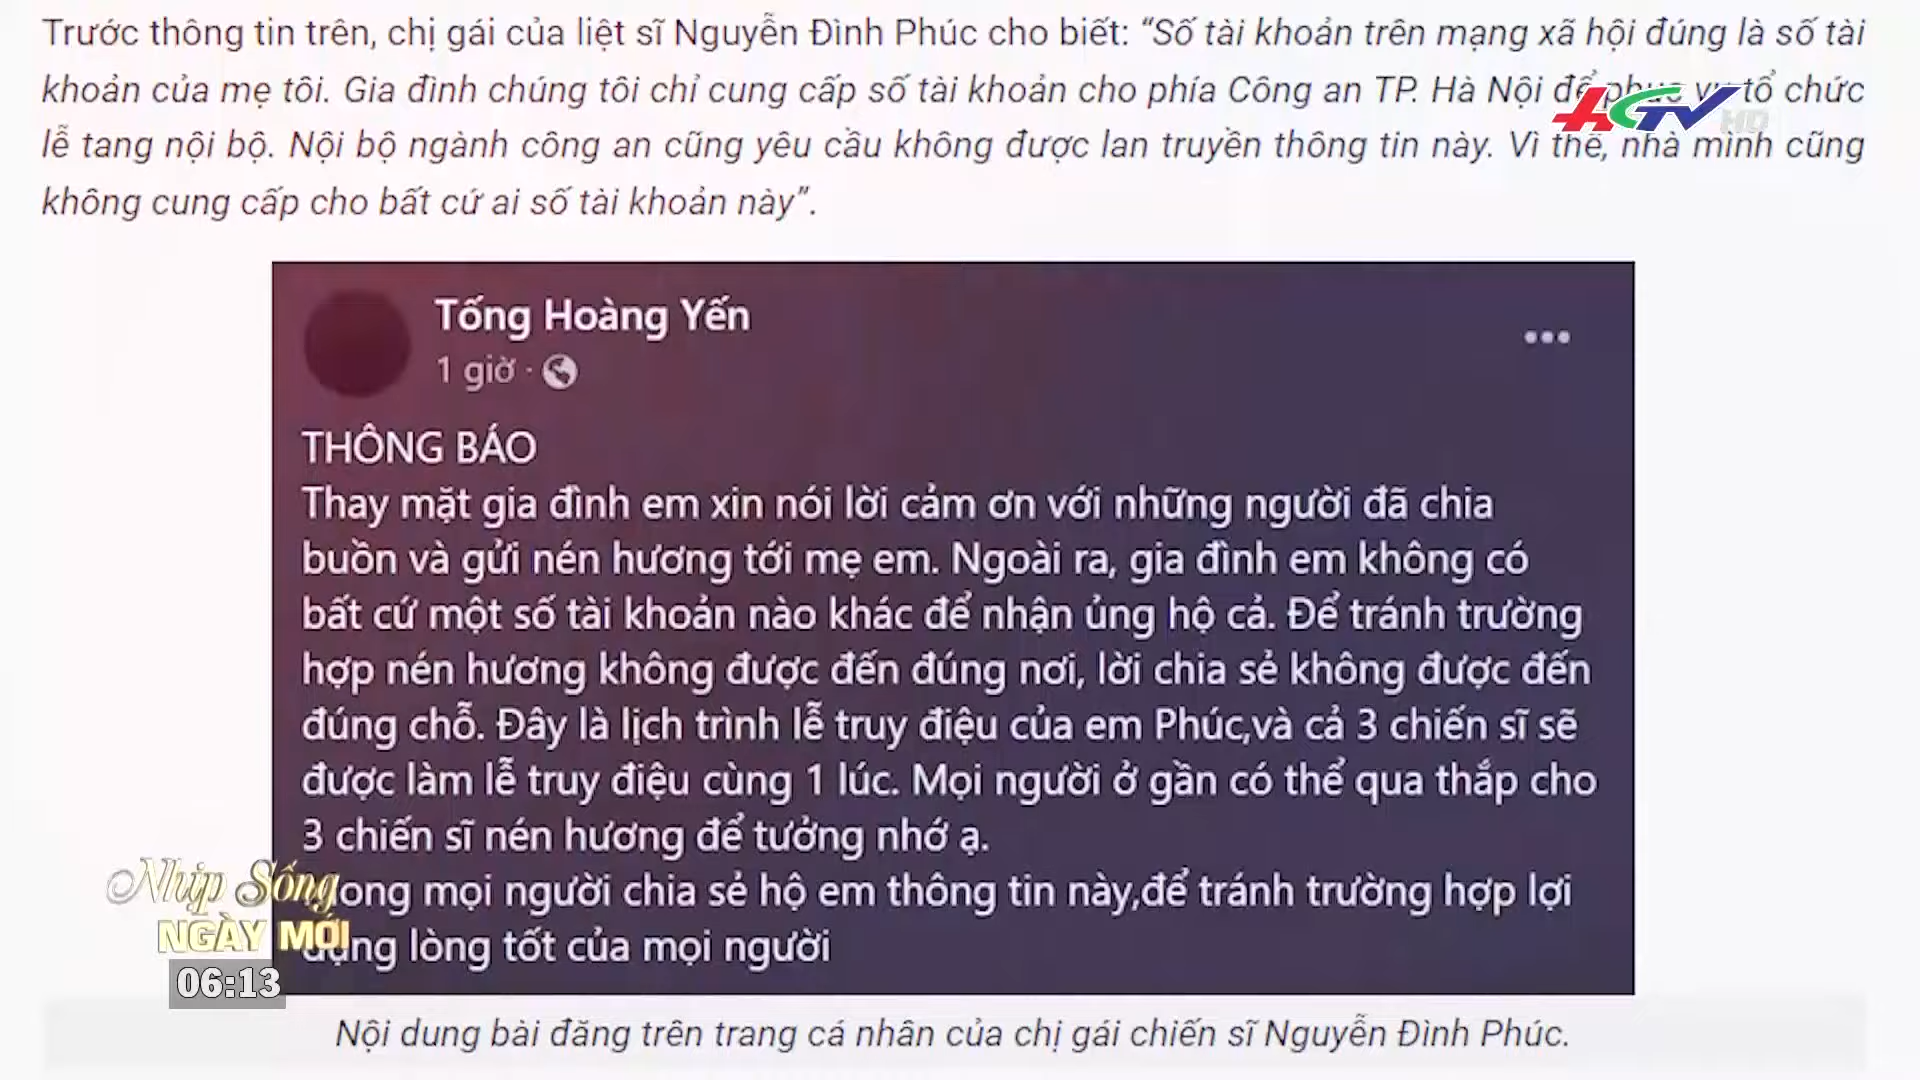 Trước thông tin trên, chị gái của liệt sĩ Nguyễn Đình Phúc cho biết: “Số tài khoản trên mạng xã hội đúng là số tài
khoản của mẹ tôi. Gia đình chúng tôi chỉ cung cấp số tài khoản cho phía Công an TP. Hà Nội để phục vụ tổ chức
lễ tang nội bộ. Nội bộ ngành công an cũng yêu cầu không được lan truyền thông tin này. Vì thế, nhà mình cũng
không cung cấp cho bất cứ ai số tài khoản này”.
HGTV HD
Tống Hoàng Yến
1 giờ ·
THÔNG BÁO
Thay mặt gia đình em xin nói lời cảm ơn với những người đã chia
buồn và gửi nén hương tới mẹ em. Ngoài ra, gia đình em không có
bất cứ một số tài khoản nào khác để nhận ủng hộ cả. Để tránh trường
hợp nén hương không được đến đúng nơi, lời chia sẻ không được đến
đúng chỗ. Đây là lịch trình lễ truy điệu của em Phúc,và cả 3 chiến sĩ sẽ
được làm lễ truy điệu cùng 1 lúc. Mọi người ở gần có thể qua thắp cho
3 chiến sĩ nén hương để tưởng nhớ ạ.
ong mọi người chia sẻ hộ em thông tin này,để tránh trường hợp lợi
dụng lòng tốt của mọi người
Nhịp Sống
NGÀY MỚI
06:13
Nội dung bài đăng trên trang cá nhân của chị gái chiến sĩ Nguyễn Đình Phúc.